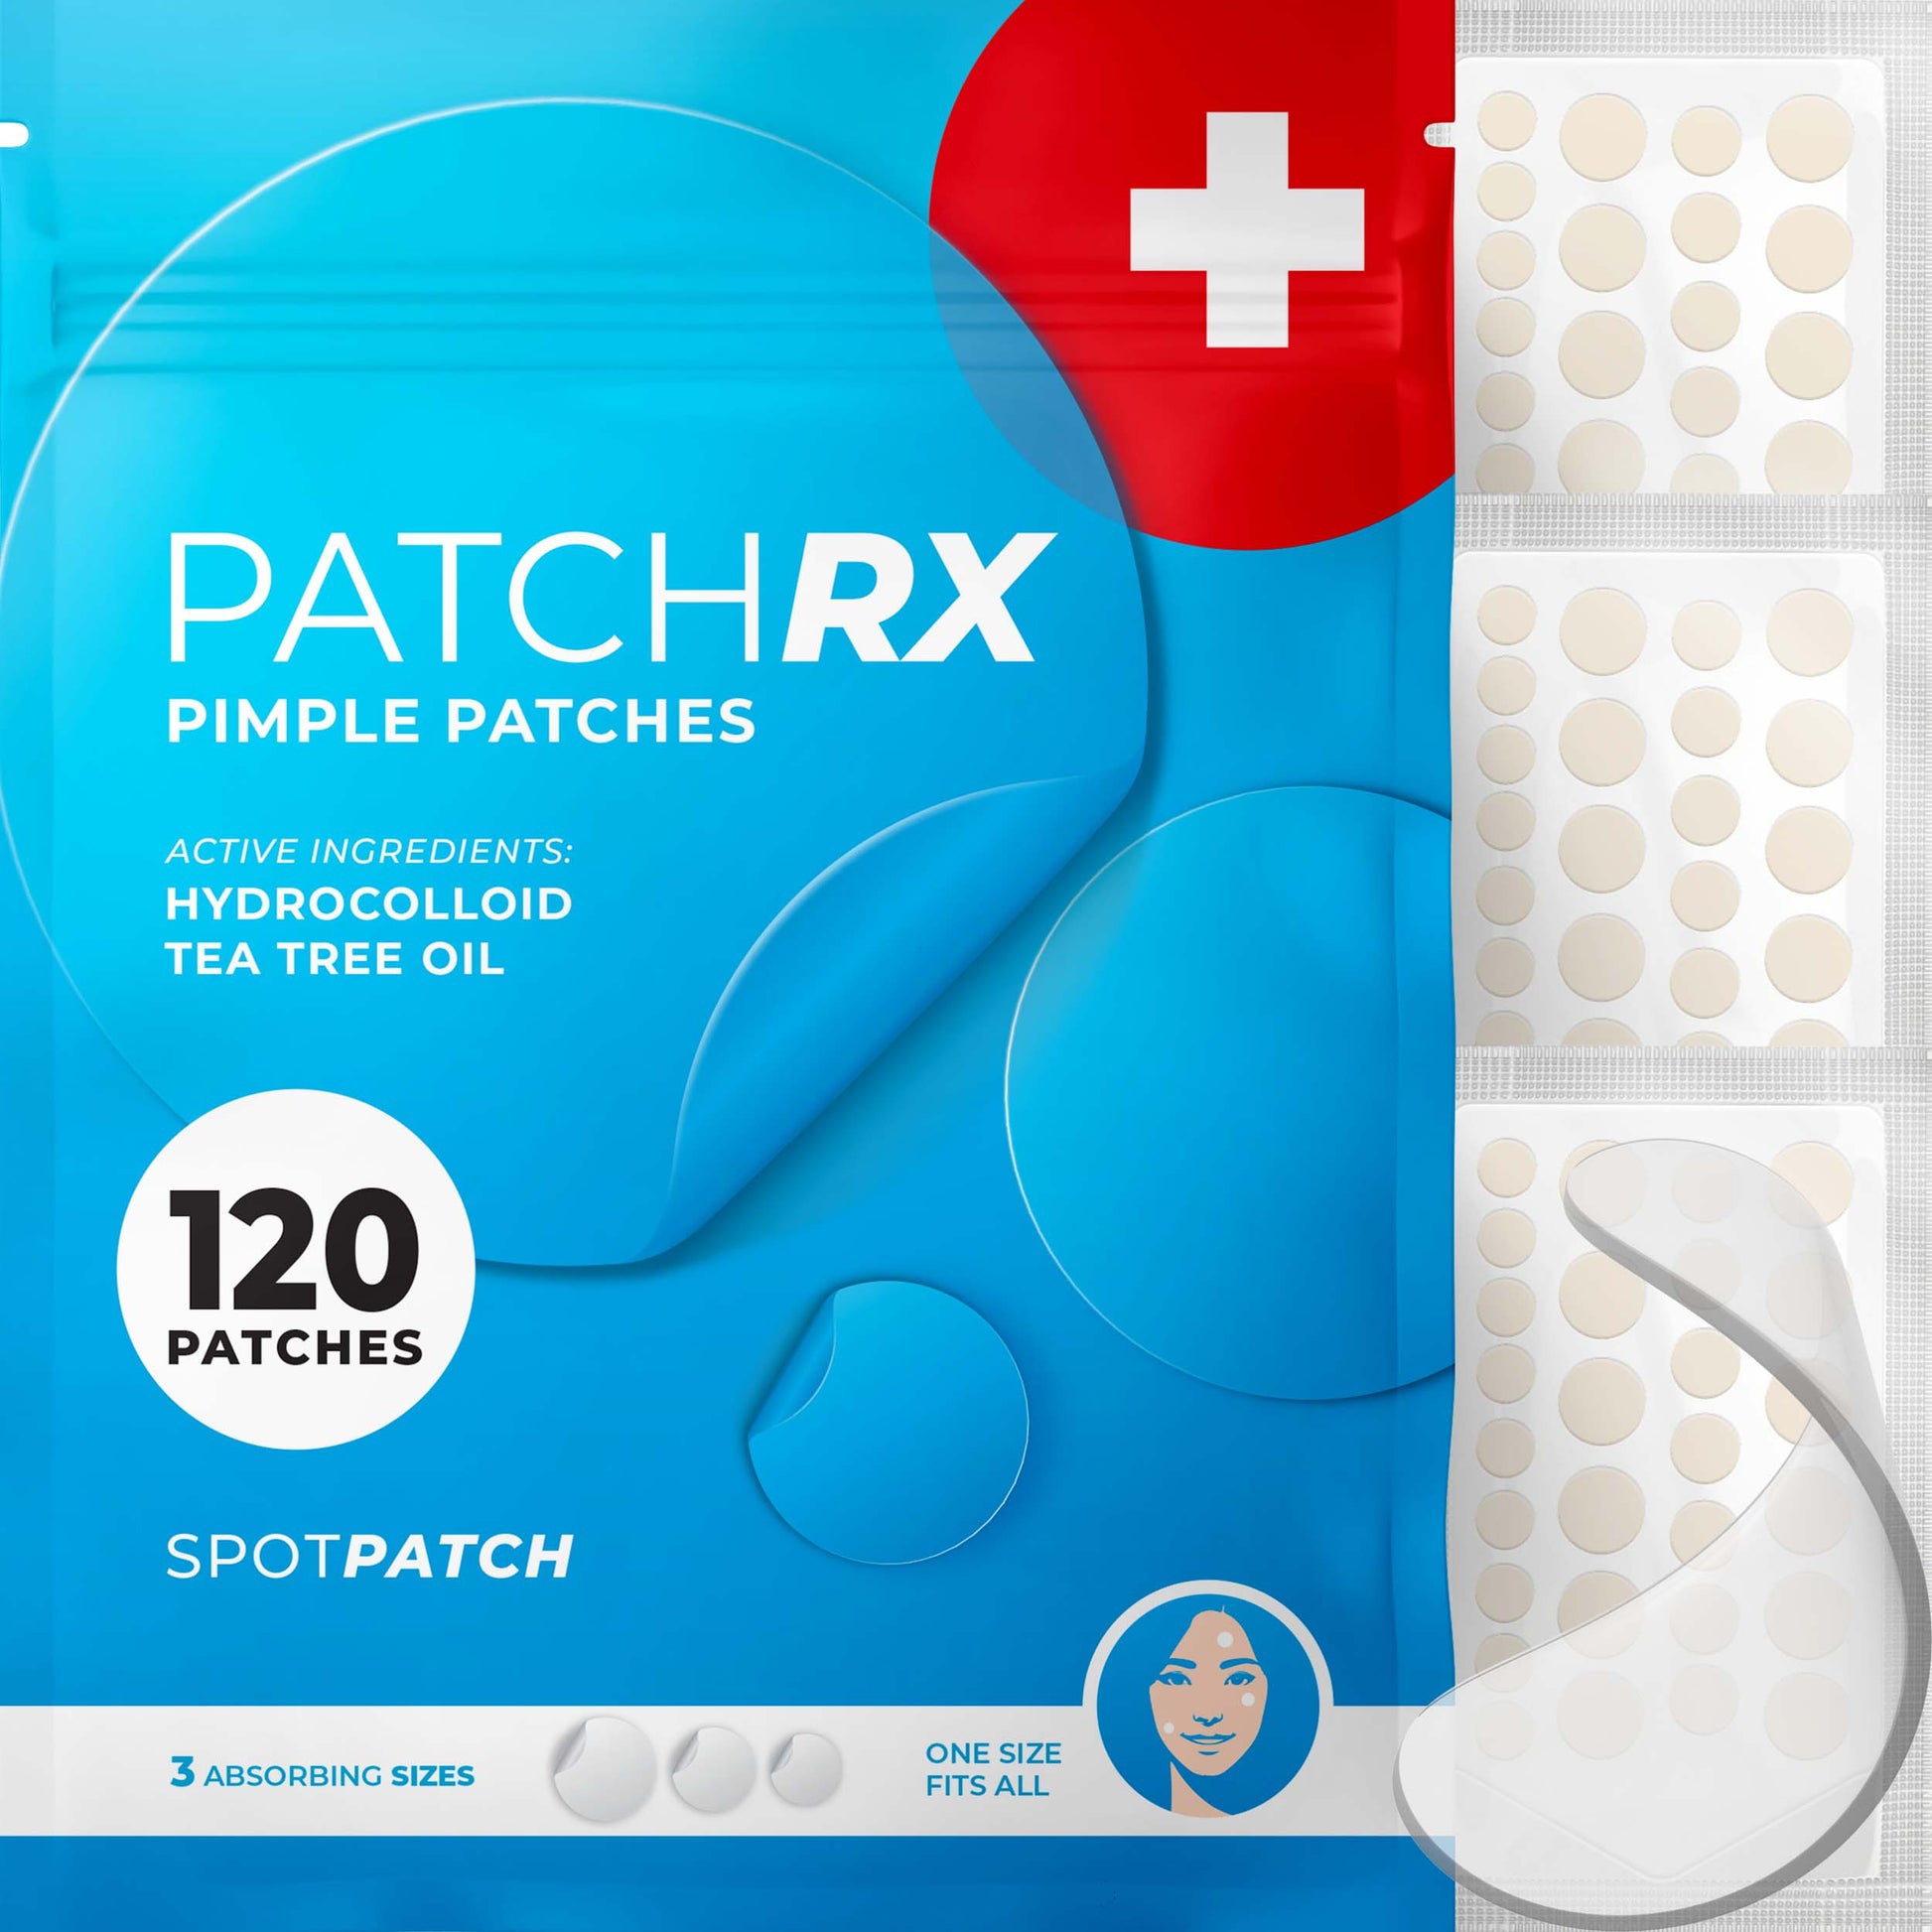 PATCHRX
PIMPLE PATCHES
ACTIVE INGREDIENTS:
HYDROCOLLOID
TEA TREE OIL
120
PATCHES
SPOTPATCH
3 ABSORBING SIZES
ONE SIZE
FITS ALL